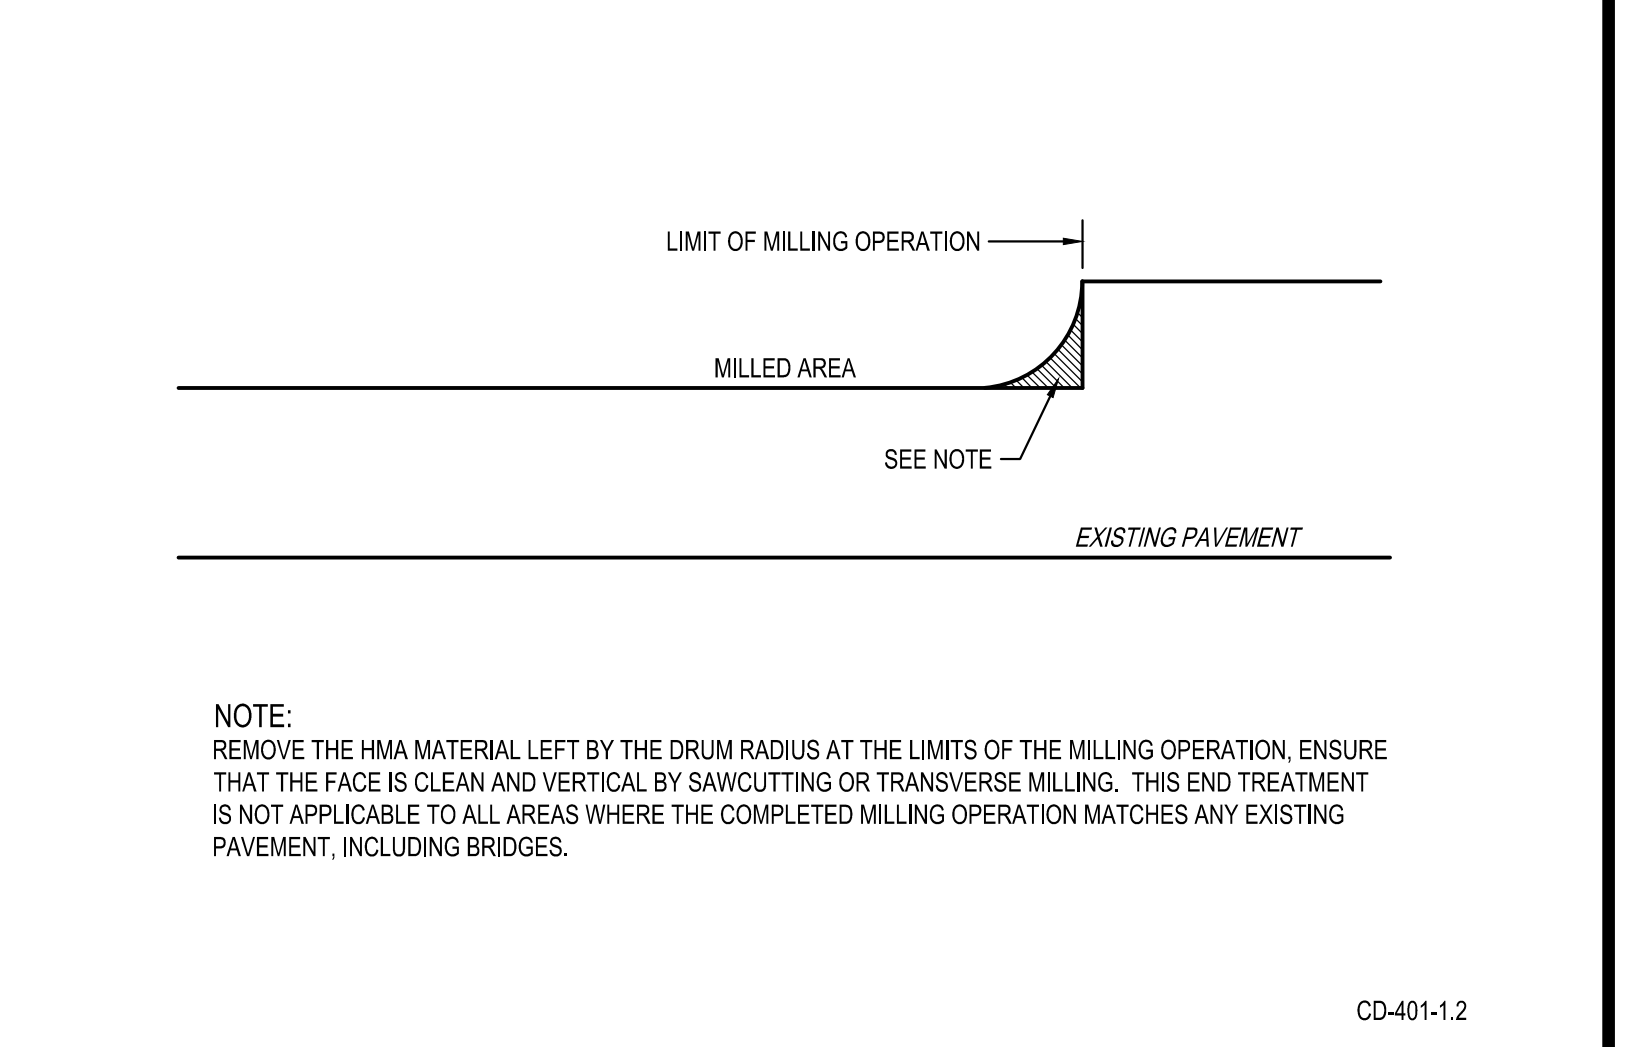 LIMIT OF MILLING OPERATION
MILLED AREA
SEE NOTE
EXISTING PAVEMENT
NOTE:
REMOVE THE HMA MATERIAL LEFT BY THE DRUM RADIUS AT THE LIMITS OF THE MILLING OPERATION, ENSURE
THAT THE FACE IS CLEAN AND VERTICAL BY SAWCUTTING OR TRANSVERSE MILLING. THIS END TREATMENT
IS NOT APPLICABLE TO ALL AREAS WHERE THE COMPLETED MILLING OPERATION MATCHES ANY EXISTING
PAVEMENT, INCLUDING BRIDGES.
CD-401-1.2